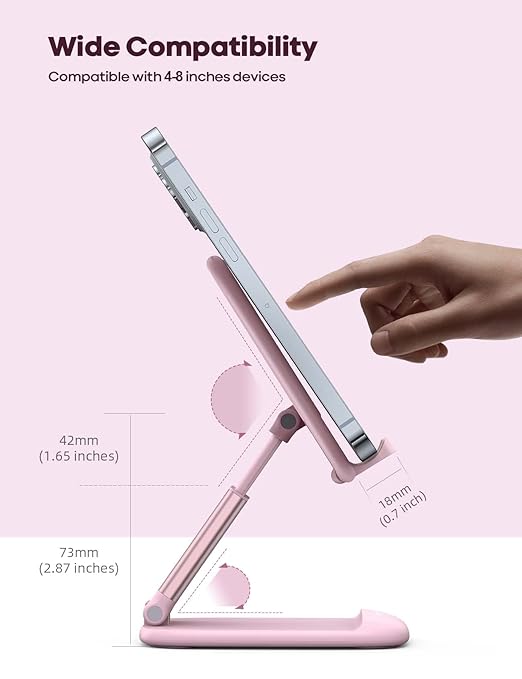 Wide Compatibility
Compatible with 4-8 inches devices
42mm
(1.65 inches)
18mm
(0.7 inch)
73mm
(2.87 inches)